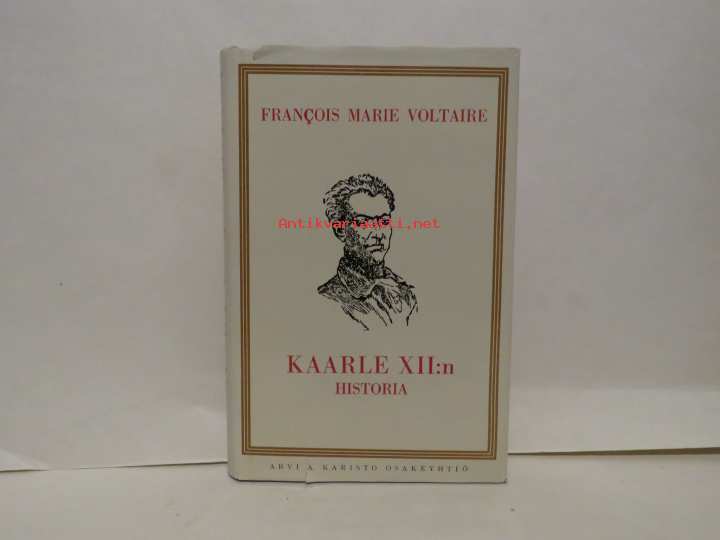 FRANÇOIS MARIE VOLTAIRE
Antikvariaatti.net
KAARLE XII:n
HISTORIA
ARVI A. KARISTO OSAKEYHTIÖ